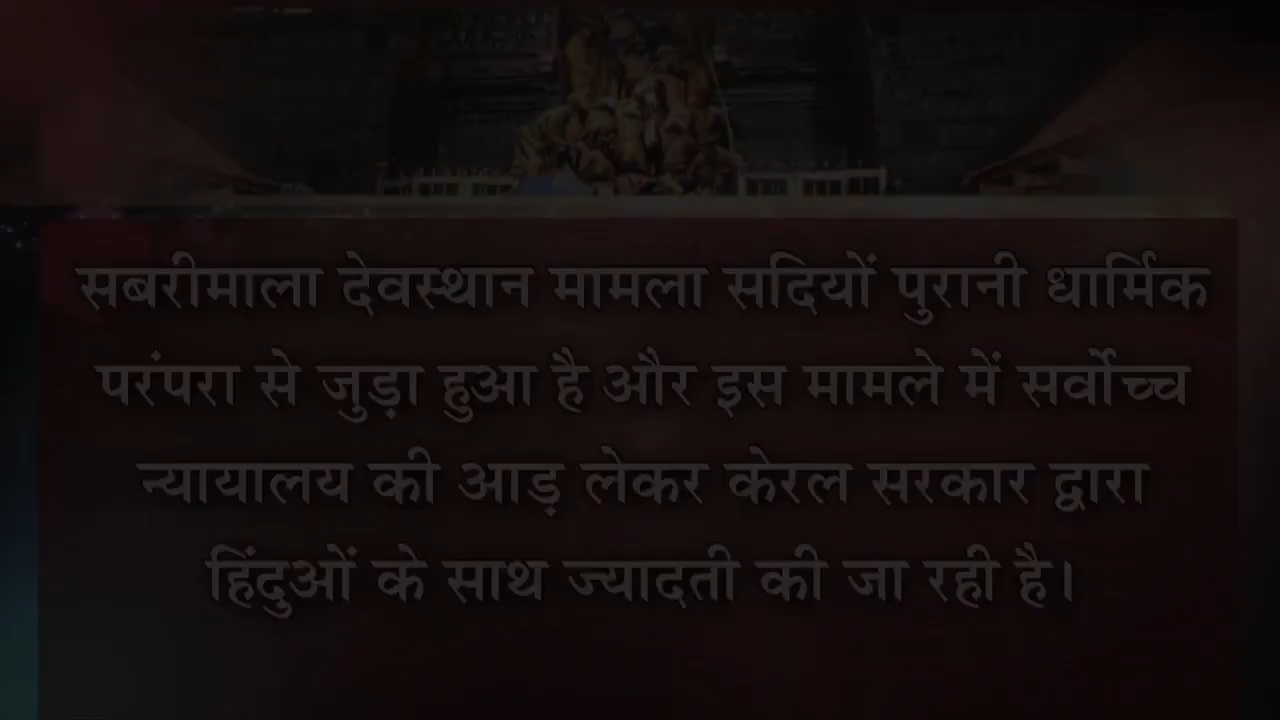 सबरीमाला देवस्थान मामला सदियों पुरानी धार्मिक
परंपरा से जुड़ा हुआ है और इस मामले में सर्वोच्च
न्यायालय की आड़ लेकर केरल सरकार द्वारा
हिंदुओं के साथ ज्यादती की जा रही है।